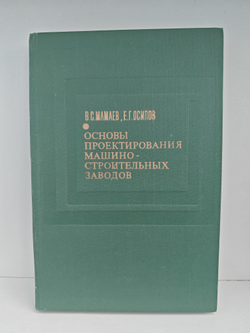 В.С.МАМАЕВ, Е.Г.ОСИПОВ
ОСНОВЫ
ПРОЕКТИРОВАНИЯ
МАШИНО-
СТРОИТЕЛЬНЫХ
ЗАВОДОВ